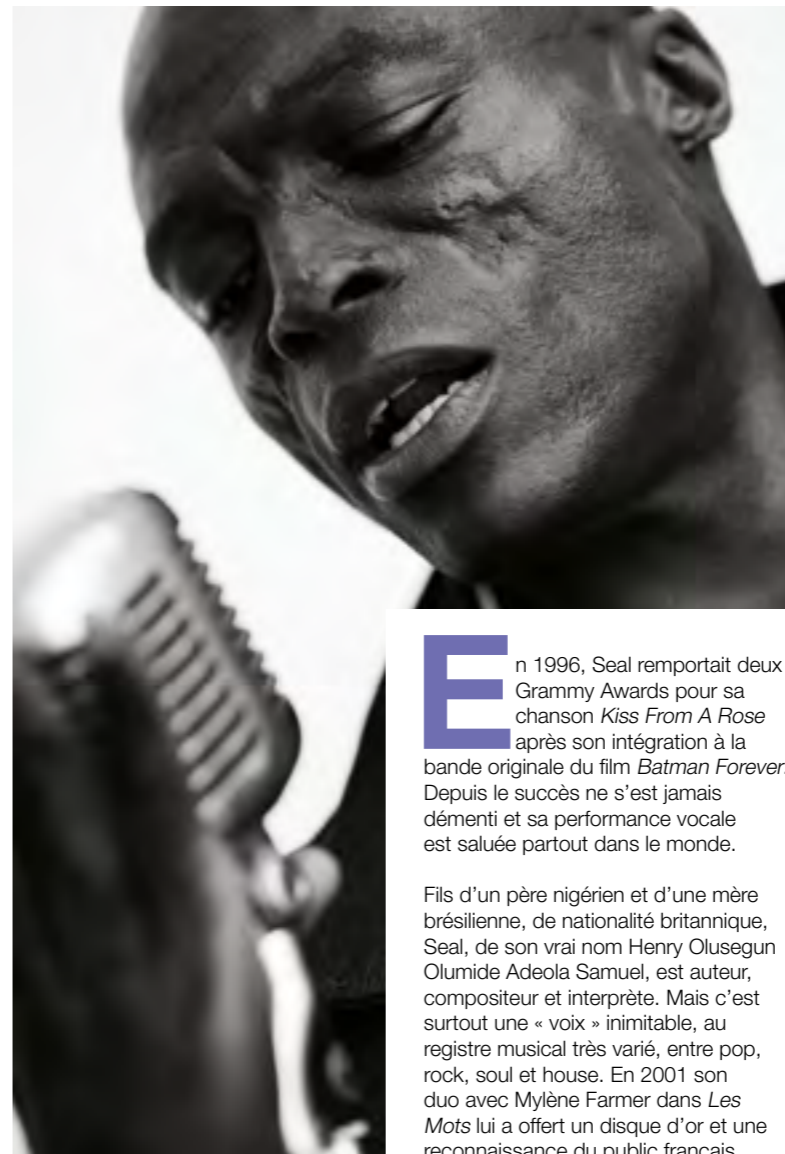 En 1996, Seal remportait deux
Grammy Awards pour sa
chanson Kiss From A Rose
après son intégration à la
bande originale du film Batman Forever.
Depuis le succès ne s’est jamais
démenti et sa performance vocale
est saluée partout dans le monde.
Fils d’un père nigérien et d’une mère
brésilienne, de nationalité britannique,
Seal, de son vrai nom Henry Olusegun
Olumide Adeola Samuel, est auteur,
compositeur et interprète. Mais c’est
surtout une « voix » inimitable, au
registre musical très varié, entre pop,
rock, soul et house. En 2001 son
duo avec Mylène Farmer dans Les
Mots lui a offert un disque d’or et une
reconnaissance du public français